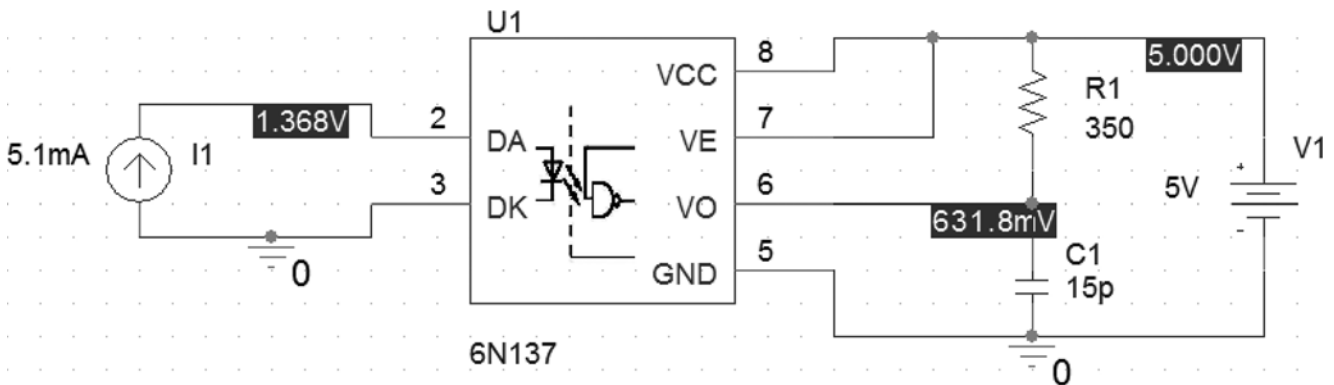 U1
8
VCC
5.000V
R1
350
1.368V
2
7
5.1mA
I1
DA
VE
V1
3
6
5V
+
DK
VO
631.8mV
-
5
C1
GND
15p
0
6N137
0